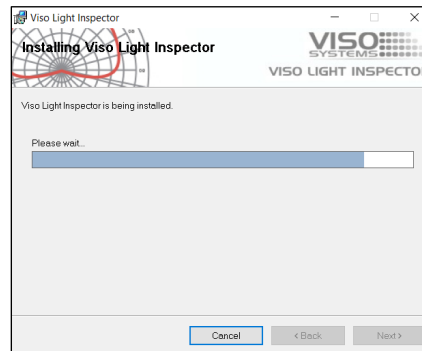 Viso Light Inspector
Installing Viso Light Inspector
VISO
SYSTEMS
VISO LIGHT INSPECTO
Viso Light Inspector is being installed.
Please wait...
Cancel
< Back
Next >